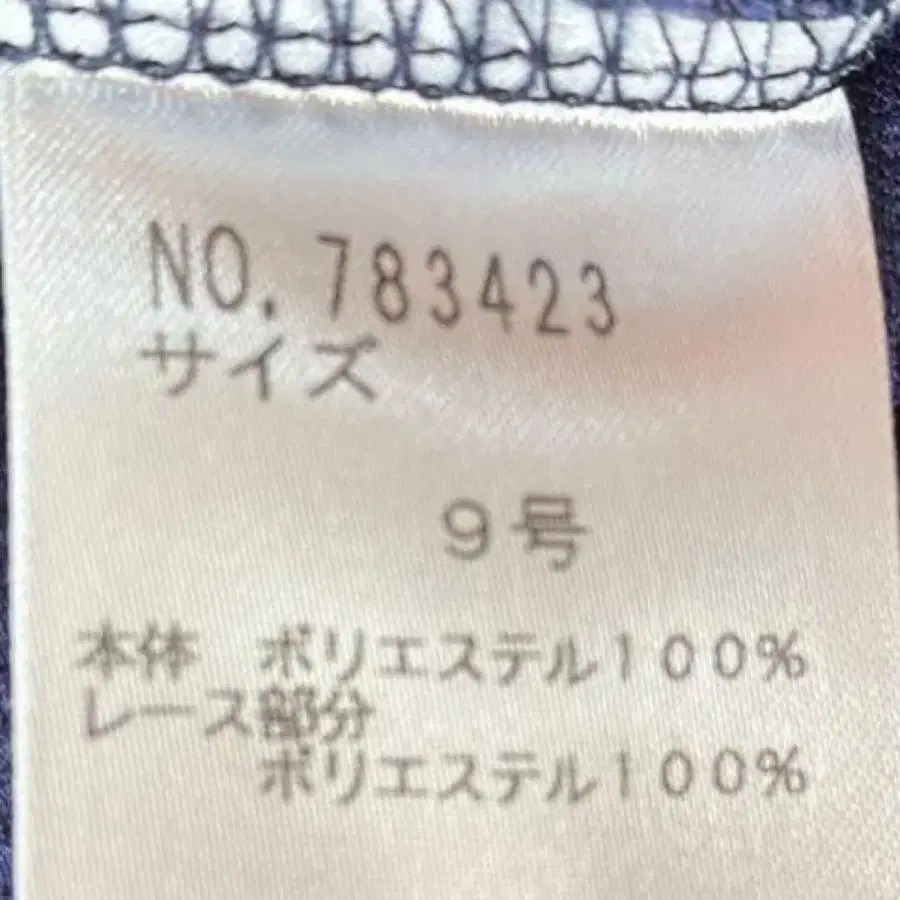 NO. 783423
サイズ
9号
本体 ポリエステル100%
レース部分
ポリエステル100%